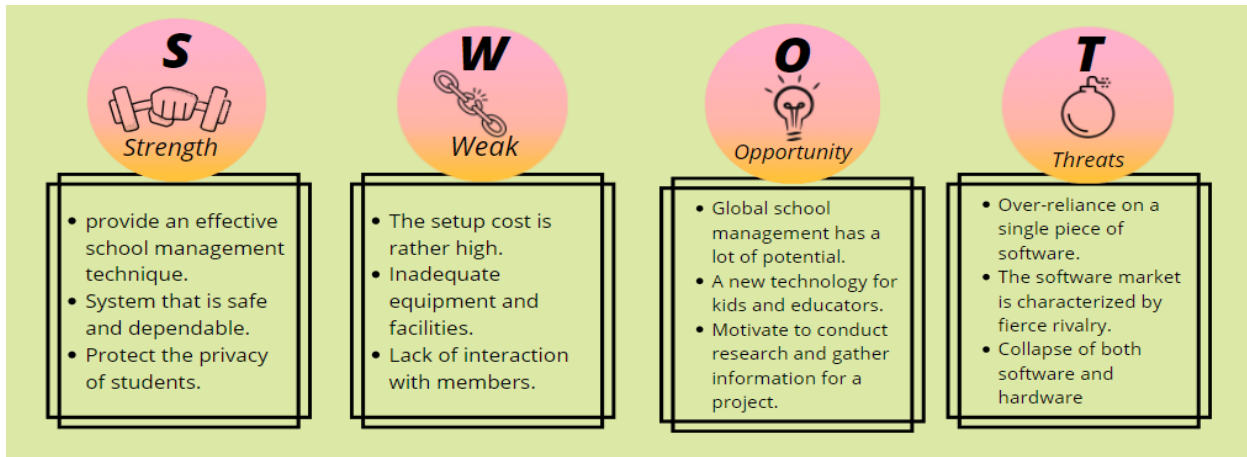 S
Strength
• provide an effective
school management
technique.
• System that is safe
and dependable.
• Protect the privacy
of students.
W
Weak
• The setup cost is
rather high.
• Inadequate
equipment and
facilities.
• Lack of interaction
with members.
O
Opportunity
• Global school
management has a
lot of potential.
• A new technology for
kids and educators.
• Motivate to conduct
research and gather
information for a
project.
T
Threats
• Over-reliance on a
single piece of
software.
• The software market
is characterized by
fierce rivalry.
• Collapse of both
software and
hardware